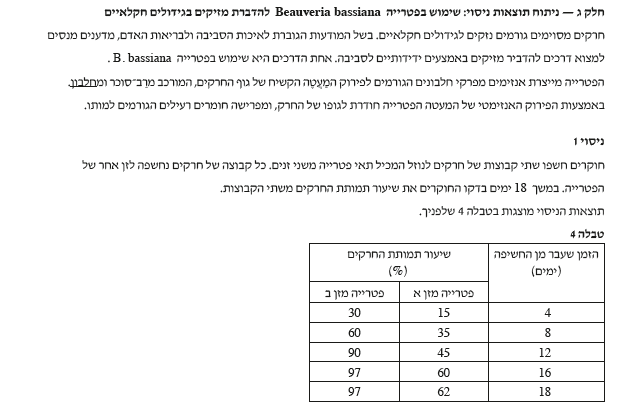 חלק ג — ניתוח תוצאות ניסוי: שימוש בפטרייה Beauveria bassiana להדברת מזיקים בגידולים חקלאיים
חרקים מסוימים גורמים נזקים לגידולים חקלאיים. בשל המודעות הגוברת לאיכות הסביבה ולבריאות האדם, מדענים מנסים
למצוא דרכים להדביר מזיקים באמצעים ידידותיים לסביבה. אחת הדרכים היא שימוש בפטרייה B. bassiana .
הפטרייה מייצרת אנזימים מפרקי חלבונים הגורמים לפירוק המַעֲטֶה הקשיח של גוף החרקים, המורכב מרַב־סוכר ומחלבון.
באמצעות הפירוק האנזימטי של המעטה הפטרייה חודרת לגופו של החרק, ומפרישה חומרים רעילים הגורמים למותו.
ניסוי 1
חוקרים חשפו שתי קבוצות של חרקים לנוזל המכיל תאי פטרייה משני זנים. כל קבוצה של חרקים נחשפה לזן אחר של
הפטרייה. במשך 18 ימים בדקו החוקרים את שיעור תמותת החרקים משתי הקבוצות.
תוצאות הניסוי מוצגות בטבלה 4 שלפניך.
טבלה 4
הזמן שעבר מן החשיפה שיעור תמותת החרקים
(ימים) (%)
פטרייה מזן א פטרייה מזן ב
4 15 30
8 35 60
12 45 90
16 60 97
18 62 97